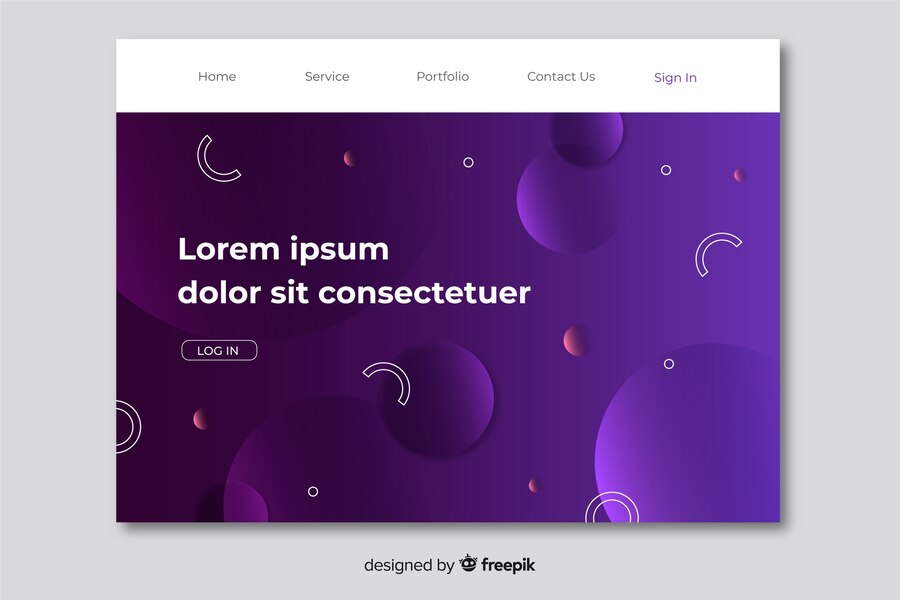 Home Service Portfolio Contact Us Sign In
Lorem ipsum
dolor sit consectetuer
LOG IN
designed by freepik